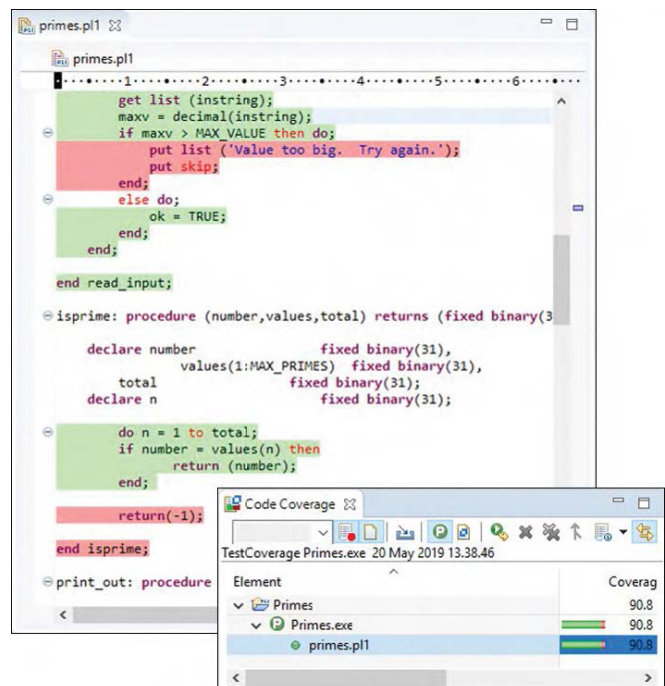 primes.pl1
primes.pl1
1 2 3 4 5 6
get list (instring);
maxv = decimal(instring);
if maxv > MAX_VALUE then do;
put list ('Value too big. Try again.');
put skip;
end;
else do;
ok = TRUE;
end;
end;
end read_input;
isprime: procedure (number,values,total) returns (fixed binary(3
declare number fixed binary(31),
values(1:MAX_PRIMES) fixed binary(31),
total fixed binary(31);
declare n fixed binary(31);
do n = 1 to total;
if number = values(n) then
return (number);
end;
return(-1);
end isprime;
print_out: procedure
Code Coverage
TestCoverage Primes.exe 20 May 2019 13.38.46
Element Coverag
Primes 90.8
Primes.exe 90.8
primes.pl1 90.8